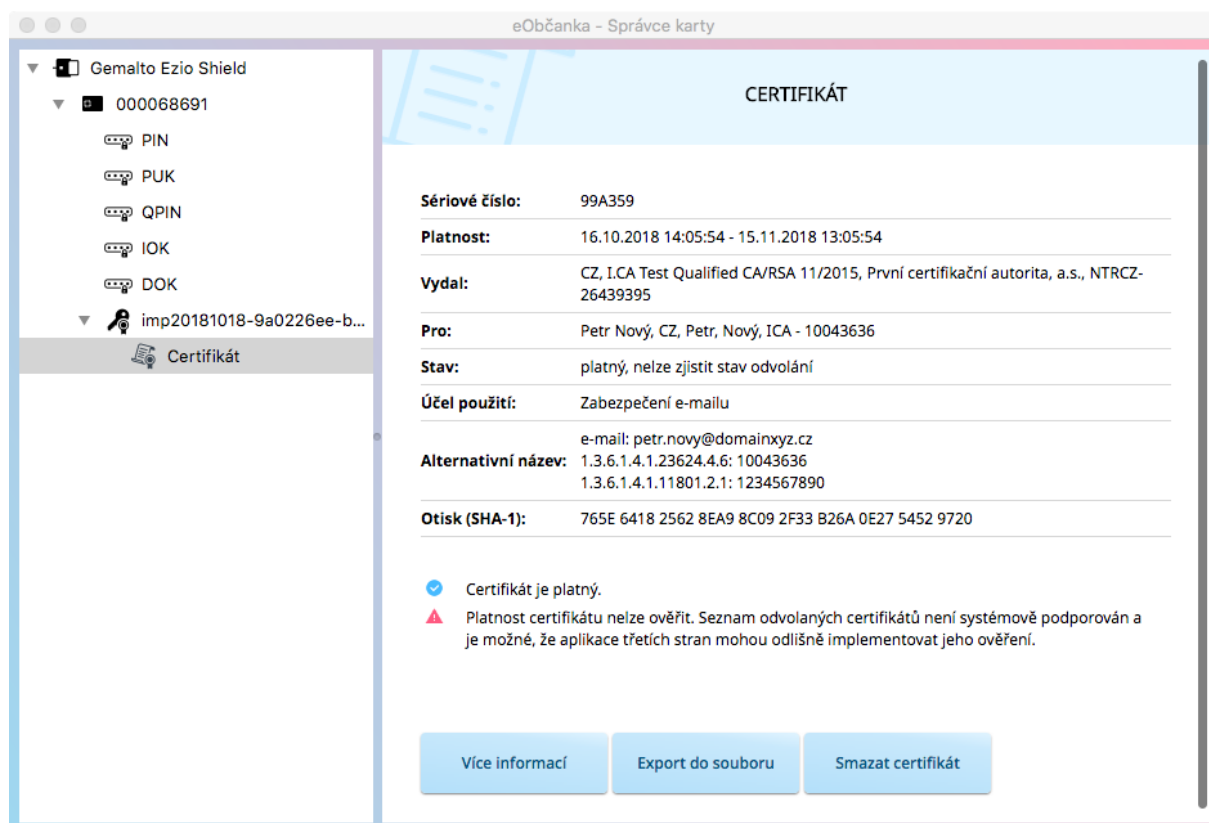 eObčanka - Správce karty
Gemalto Ezio Shield
000068691
PIN
PUK
QPIN
IOK
DOK
imp20181018-9a0226ee-b...
Certifikát
CERTIFIKÁT
Sériové číslo: 99A359
Platnost: 16.10.2018 14:05:54 - 15.11.2018 13:05:54
Vydal: CZ, I.CA Test Qualified CA/RSA 11/2015, První certifikační autorita, a.s., NTRCZ-
26439395
Pro: Petr Nový, CZ, Petr, Nový, ICA - 10043636
Stav: platný, nelze zjistit stav odvolání
Účel použití: Zabezpečení e-mailu
Alternativní název: e-mail: petr.novy@domainxyz.cz
1.3.6.1.4.1.23624.4.6: 10043636
1.3.6.1.4.1.11801.2.1: 1234567890
Otisk (SHA-1): 765E 6418 2562 8EA9 8C09 2F33 B26A 0E27 5452 9720
Certifikát je platný.
Platnost certifikátu nelze ověřit. Seznam odvolaných certifikátů není systémově podporován a
je možné, že aplikace třetích stran mohou odlišně implementovat jeho ověření.
Více informací
Export do souboru
Smazat certifikát